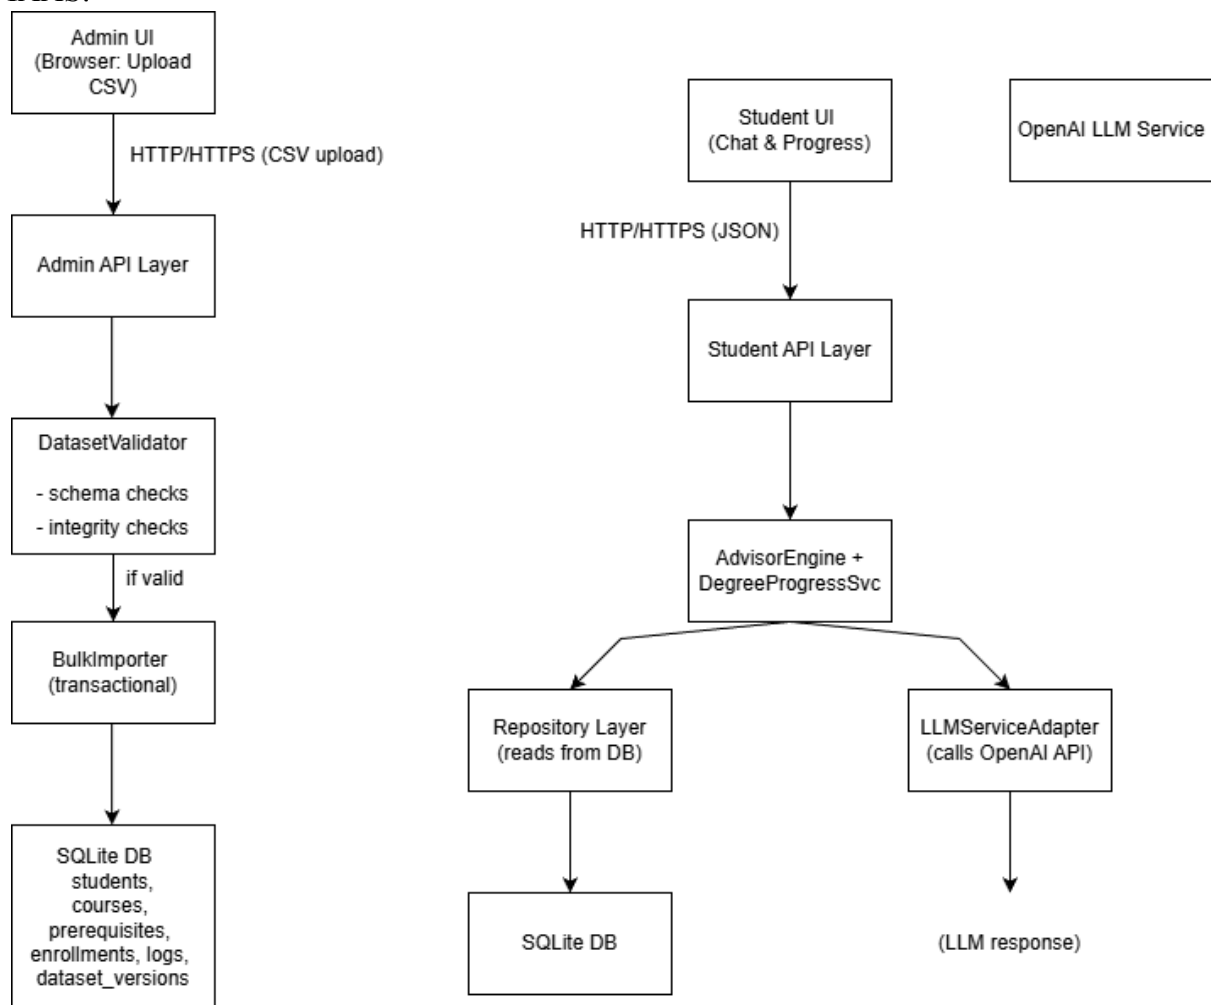 Admin UI
(Browser: Upload
CSV)
HTTP/HTTPS (CSV upload)
Admin API Layer
DatasetValidator
- schema checks
- integrity checks
if valid
BulkImporter
(transactional)
SQLite DB
students,
courses,
prerequisites,
enrollments, logs,
dataset_versions
Student UI
(Chat & Progress)
HTTP/HTTPS (JSON)
Student API Layer
AdvisorEngine +
DegreeProgressSvc
Repository Layer
(reads from DB)
SQLite DB
LLMServiceAdapter
(calls OpenAI API)
(LLM response)
OpenAI LLM Service